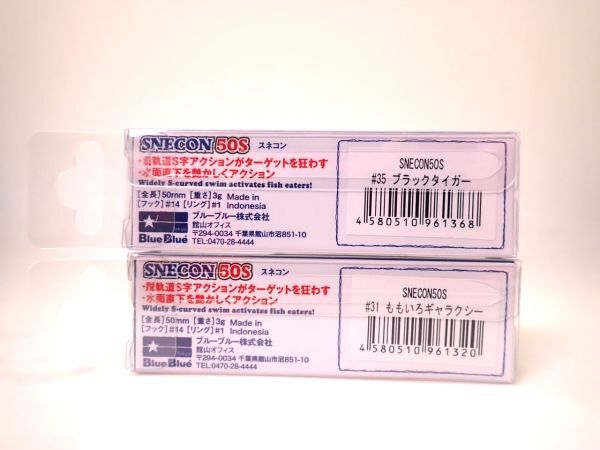 SNECON 50S スネコン
・脱軌道S字アクションがターゲットを狂わす
・水面直下を艶かしくアクション
Widely S-curved swim activates fish eaters!
[全長]50mm [重さ]3g Made in
[フック]#14 [リング]#1 Indonesia
BlueBlue
ブルーブルー株式会社
館山オフィス
〒294-0034 千葉県館山市沼851-10
TEL:0470-28-4444
SNECON50S
#35 ブラックタイガー
4 580510 961368
SNECON 50S スネコン
・脱軌道S字アクションがターゲットを狂わす
・水面直下を艶かしくアクション
Widely S-curved swim activates fish eaters!
[全長]50mm [重さ]3g Made in
[フック]#14 [リング]#1 Indonesia
BlueBlue
ブルーブルー株式会社
館山オフィス
〒294-0034 千葉県館山市沼851-10
TEL:0470-28-4444
SNECON50S
#31 ももいろギャラクシー
4 580510 961320